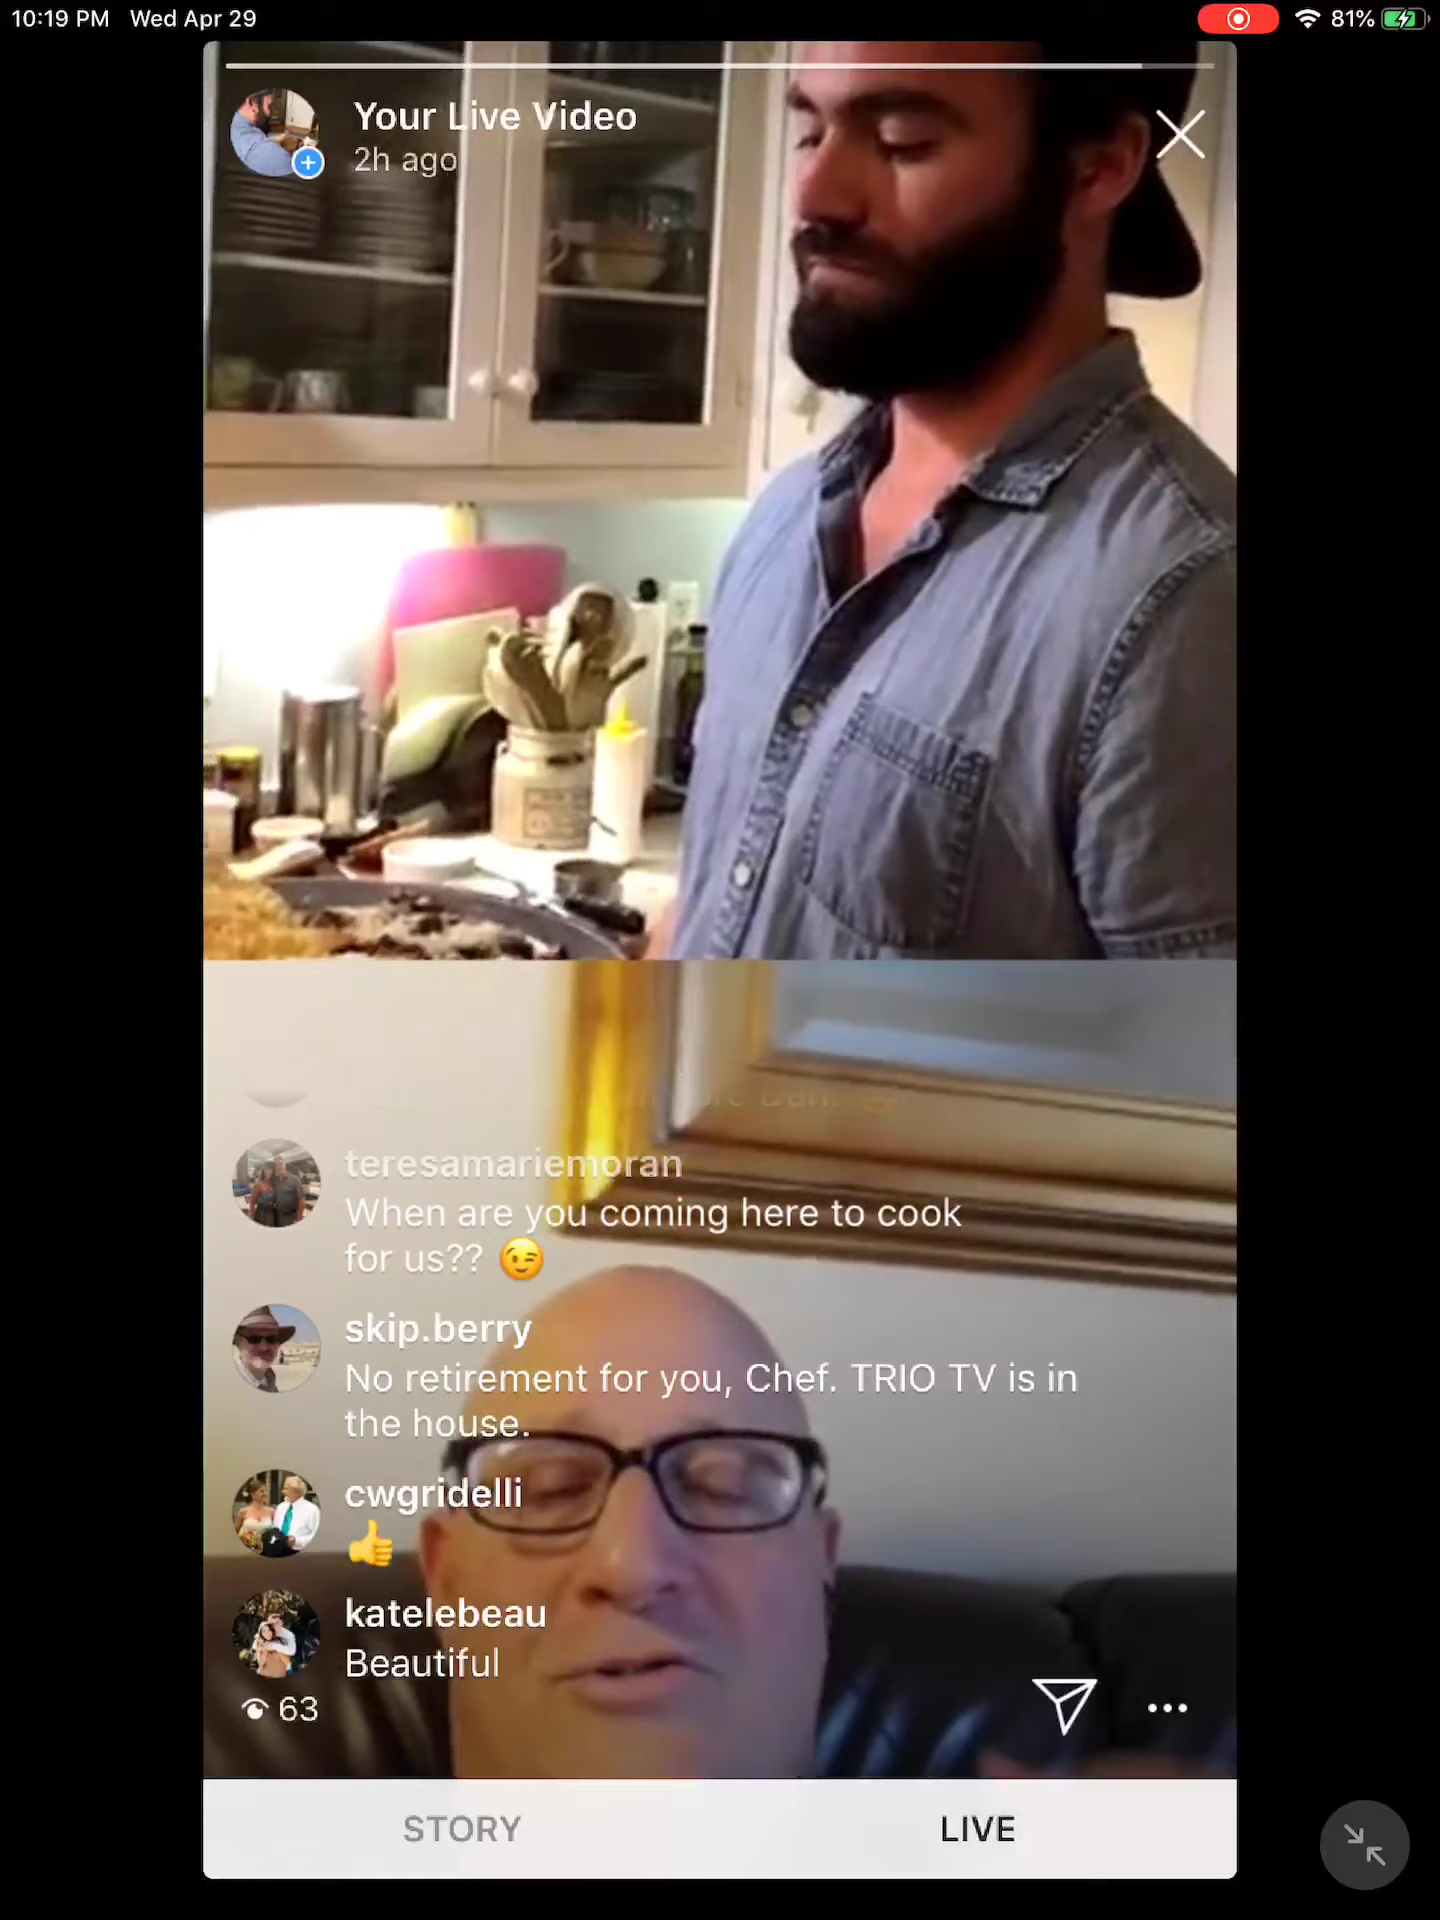 10:19 PM Wed Apr 29
81%
Your Live Video
2h ago
Dan.
teresamariemoran
When are you coming here to cook
for us?? 😉
skip.berry
No retirement for you, Chef. TRIO TV is in
the house.
cwgridelli
👍
katelebeau
Beautiful
63
STORY
LIVE